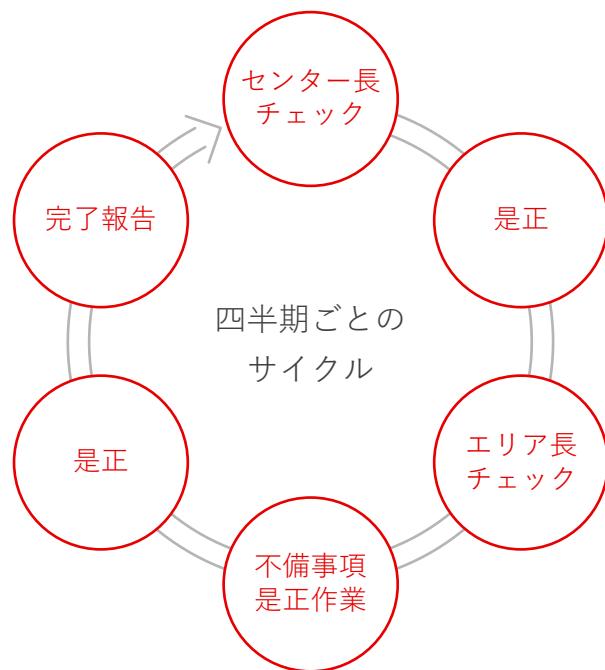 センター長
チェック
是正
エリア長
チェック
不備事項
是正作業
是正
完了報告
四半期ごとの
サイクル